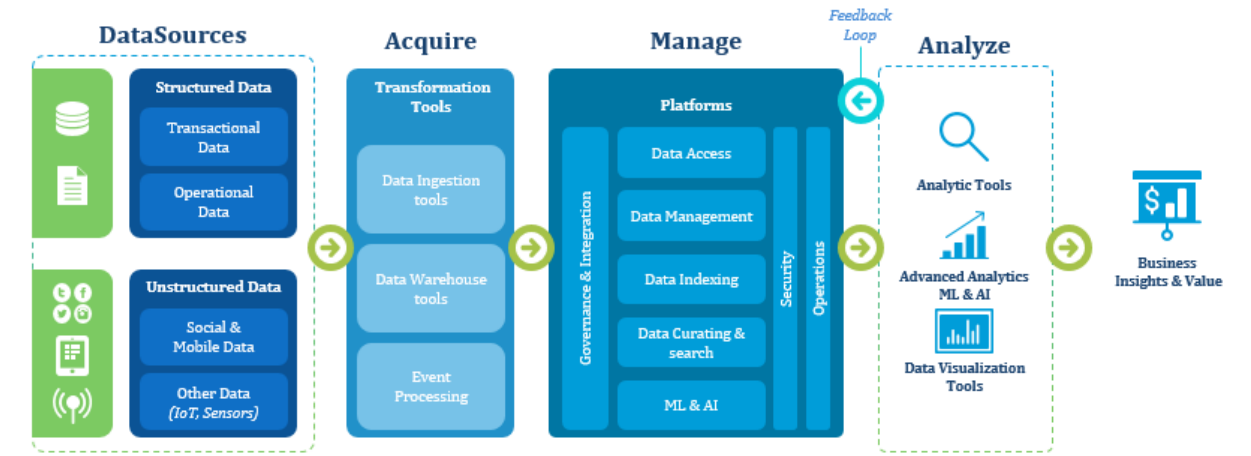 DataSources
Structured Data
Transactional
Data
Operational
Data
Unstructured Data
Social &
Mobile Data
Other Data
(IoT, Sensors)
Acquire
Transformation
Tools
Data Ingestion
tools
Data Warehouse
tools
Event
Processing
Manage
Platforms
Governance & Integration
Data Access
Data Management
Data Indexing
Data Curating &
search
ML & AI
Security
Operations
Feedback
Loop
Analyze
Analytic Tools
Advanced Analytics
ML & AI
Data Visualization
Tools
Business
Insights & Value